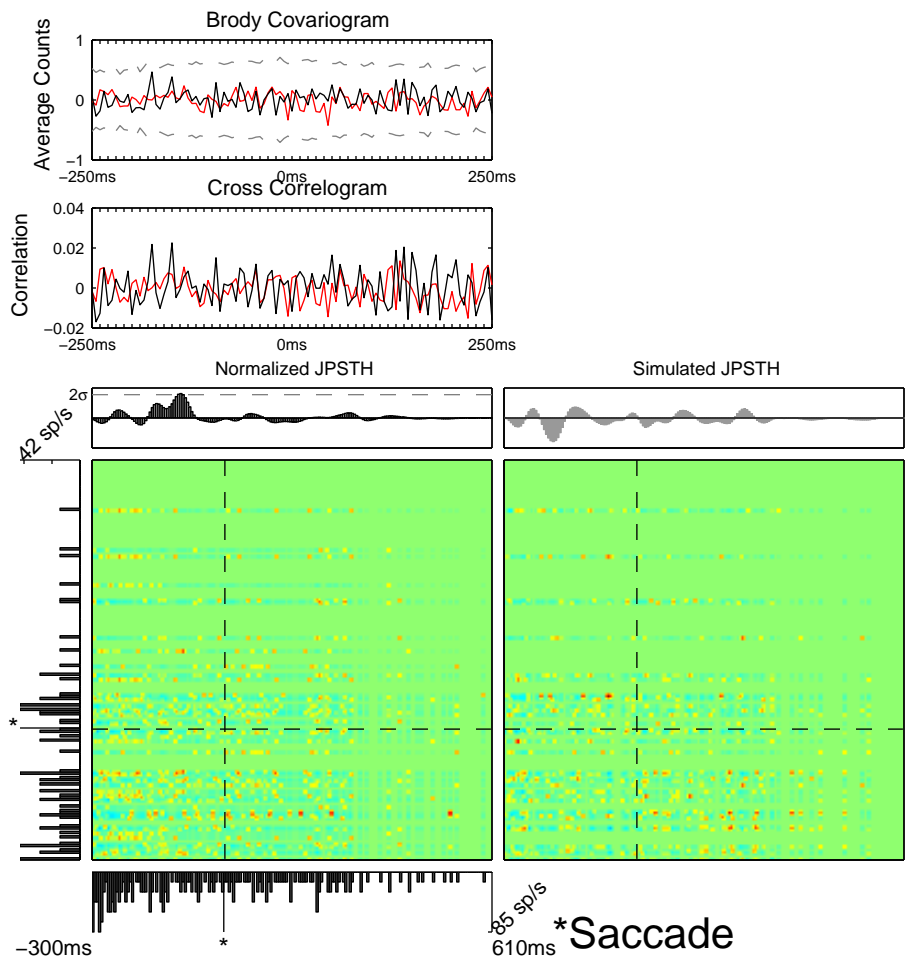 Brody Covariogram
1
0
−1
Average Counts
−250ms
0ms
250ms
Cross Correlogram
0.04
0.02
0
−0.02
Correlation
−250ms
0ms
250ms
Normalized JPSTH
Simulated JPSTH
2σ
42 sp/s
*
*
85 sp/s
−300ms
610ms
*Saccade